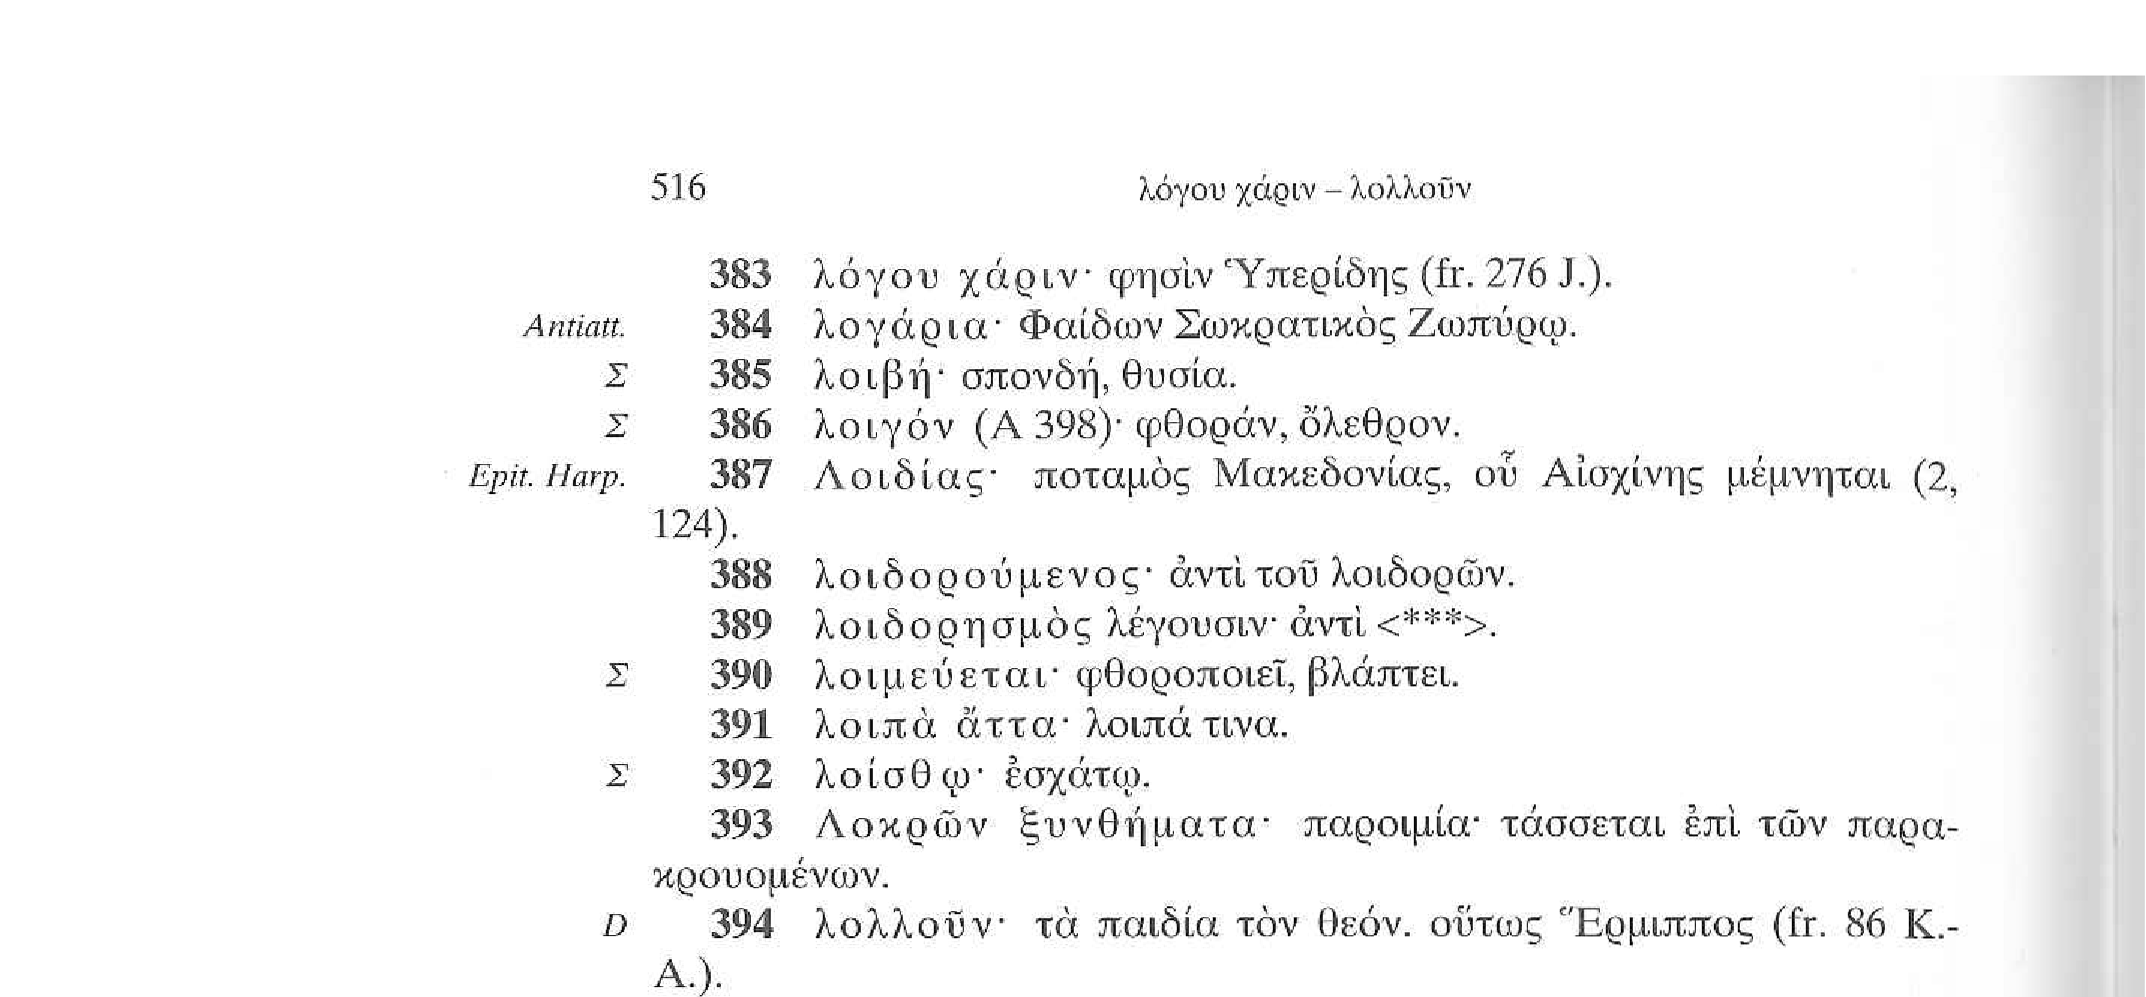 516 λόγου χάριν – λολλοῦν
383 λόγου χάριν· φησὶν Ὑπερίδης (fr. 276 J.).
Antiatt. 384 λογάρια· Φαίδων Σωκρατικὸς Ζωπύρῳ.
Σ 385 λοιβή· σπονδή, θυσία.
Σ 386 λοιγόν (Α 398)· φθοράν, ὄλεθρον.
Epit. Harp. 387 Λοιδίας· ποταμὸς Μακεδονίας, οὗ Αἰσχίνης μέμνηται (2,
124).
388 λοιδορούμενος· ἀντὶ τοῦ λοιδορῶν.
389 λοιδορησμὸς λέγουσιν· ἀντὶ <***>.
Σ 390 λοιμεύεται· φθοροποιεῖ, βλάπτει.
391 λοιπὰ ἄττα· λοιπά τινα.
Σ 392 λοίσθῳ· ἐσχάτῳ.
393 Λοκρῶν ξυνθήματα· παροιμία· τάσσεται ἐπὶ τῶν παρα-
κρουομένων.
D 394 λολλοῦν· τὰ παιδία τὸν θεόν. οὕτως Ἕρμιππος (fr. 86 K.-
A.).